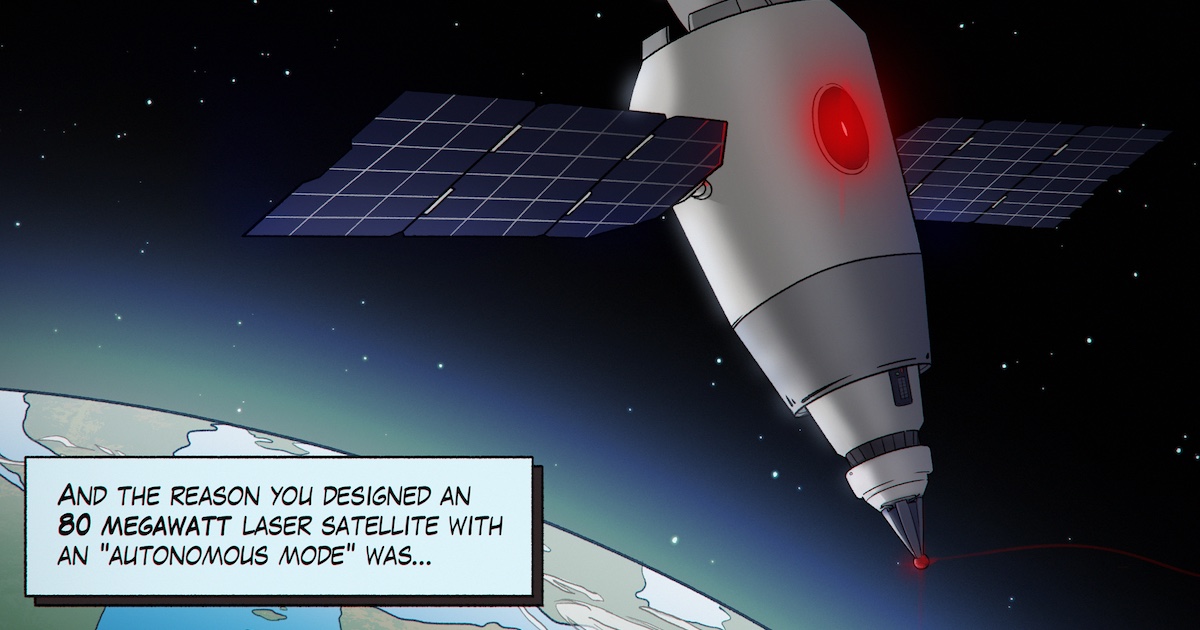 AND THE REASON YOU DESIGNED AN
80 MEGAWATT LASER SATELLITE WITH
AN "AUTONOMOUS MODE" WAS...